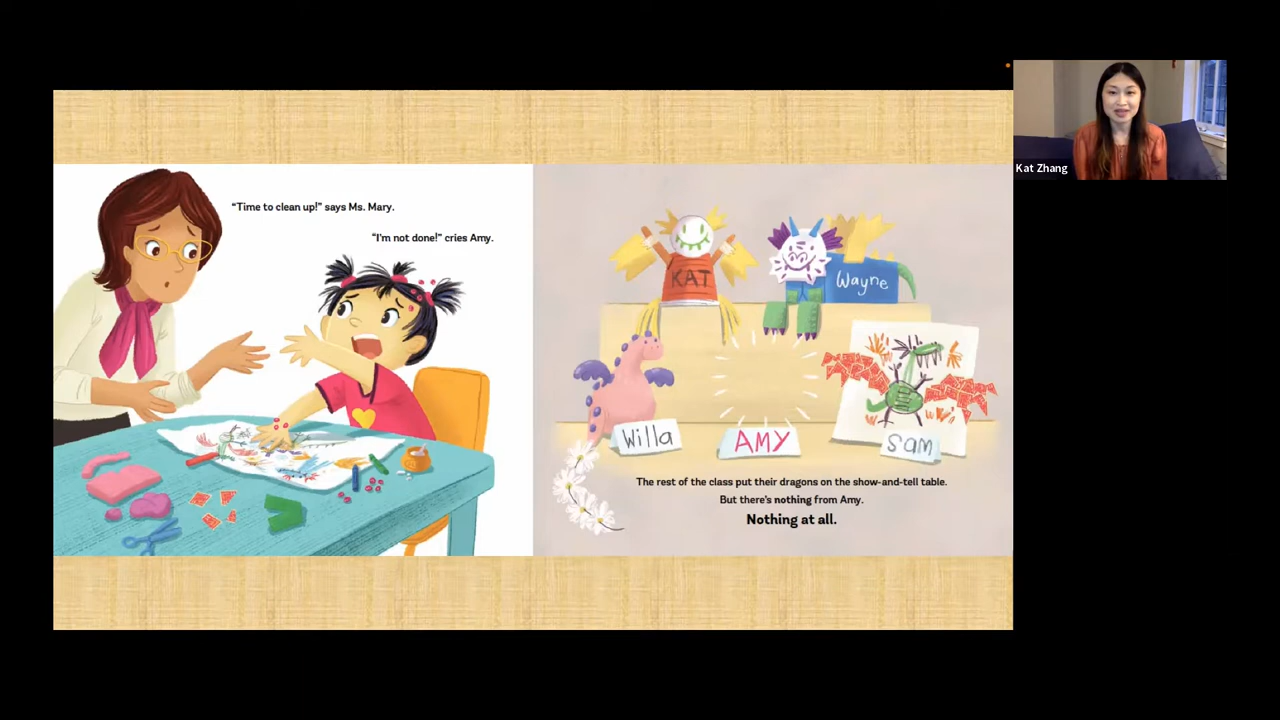 “Time to clean up!” says Ms. Mary.
“I’m not done!” cries Amy.
KAT
Wayne
Willa
AMY
Sam
The rest of the class put their dragons on the show-and-tell table.
But there’s nothing from Amy.
Nothing at all.
Kat Zhang